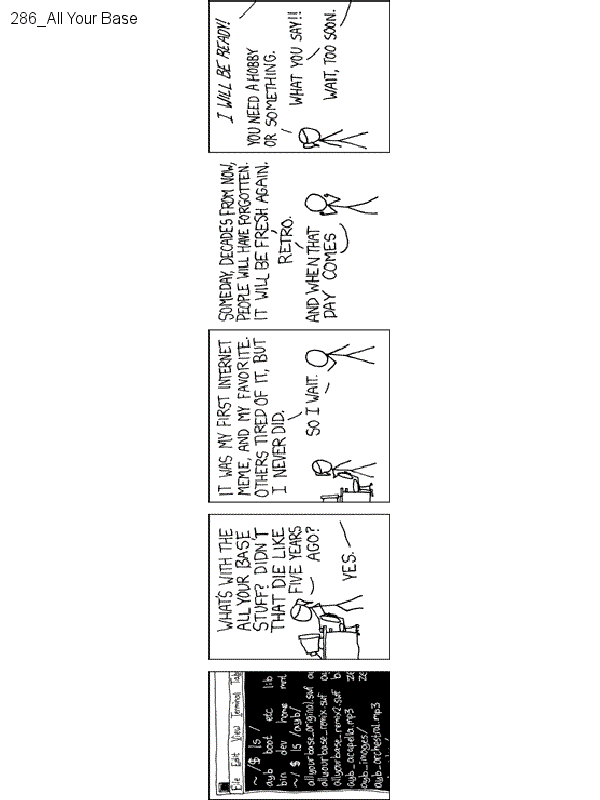 286_All Your Base
File Edit View Terminal Tab
~ /$ ls /
ayb boot etc lib
bin dev home mnt
~/ $ ls /ayb/
allyourbase_original.swf
allyourbase_remix.swf
allyourbase_remix2.swf
ayb_acapella.mp3
ayb_images/
ayb_orchestral.mp3
WHAT'S WITH THE
ALL YOUR BASE
STUFF? DIDN'T
THAT DIE LIKE
FIVE YEARS
AGO?
YES.
IT WAS MY FIRST INTERNET
MEME, AND MY FAVORITE.
OTHERS TIRED OF IT, BUT
I NEVER DID.
SO I WAIT.
SOMEDAY, DECADES FROM NOW,
PEOPLE WILL HAVE FORGOTTEN.
IT WILL BE FRESH AGAIN.
RETRO.
AND WHEN THAT
DAY COMES
I WILL BE READY!
YOU NEED A HOBBY
OR SOMETHING.
WHAT YOU SAY!!
WAIT, TOO SOON.